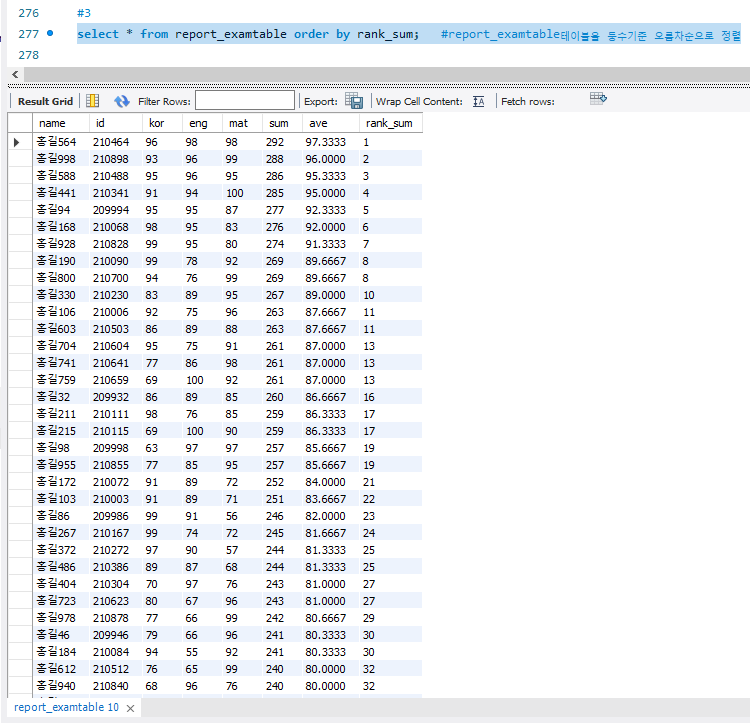 276 #3
277 select * from report_examtable order by rank_sum; #report_examtable테이블을 등수기준 오름차순으로 정렬
278
Result Grid Filter Rows: Export: Wrap Cell Content: Fetch rows:
name id kor eng mat sum ave rank_sum
홍길564 210464 96 98 98 292 97.3333 1
홍길998 210898 93 96 99 288 96.0000 2
홍길588 210488 95 96 95 286 95.3333 3
홍길441 210341 91 94 100 285 95.0000 4
홍길94 209994 95 95 87 277 92.3333 5
홍길168 210068 98 95 83 276 92.0000 6
홍길928 210828 99 95 80 274 91.3333 7
홍길190 210090 99 78 92 269 89.6667 8
홍길800 210700 94 76 99 269 89.6667 8
홍길330 210230 83 89 95 267 89.0000 10
홍길106 210006 92 75 96 263 87.6667 11
홍길603 210503 86 89 88 263 87.6667 11
홍길704 210604 95 75 91 261 87.0000 13
홍길741 210641 77 86 98 261 87.0000 13
홍길759 210659 69 100 92 261 87.0000 13
홍길32 209932 86 89 85 260 86.6667 16
홍길211 210111 98 76 85 259 86.3333 17
홍길215 210115 69 100 90 259 86.3333 17
홍길98 209998 63 97 97 257 85.6667 19
홍길955 210855 77 85 95 257 85.6667 19
홍길172 210072 91 89 72 252 84.0000 21
홍길103 210003 91 89 71 251 83.6667 22
홍길86 209986 99 91 56 246 82.0000 23
홍길267 210167 99 74 72 245 81.6667 24
홍길372 210272 97 90 57 244 81.3333 25
홍길486 210386 89 87 68 244 81.3333 25
홍길404 210304 70 97 76 243 81.0000 27
홍길723 210623 80 67 96 243 81.0000 27
홍길978 210878 77 66 99 242 80.6667 29
홍길46 209946 79 66 96 241 80.3333 30
홍길184 210084 94 55 92 241 80.3333 30
홍길612 210512 76 65 99 240 80.0000 32
홍길940 210840 68 96 76 240 80.0000 32
report_examtable 10